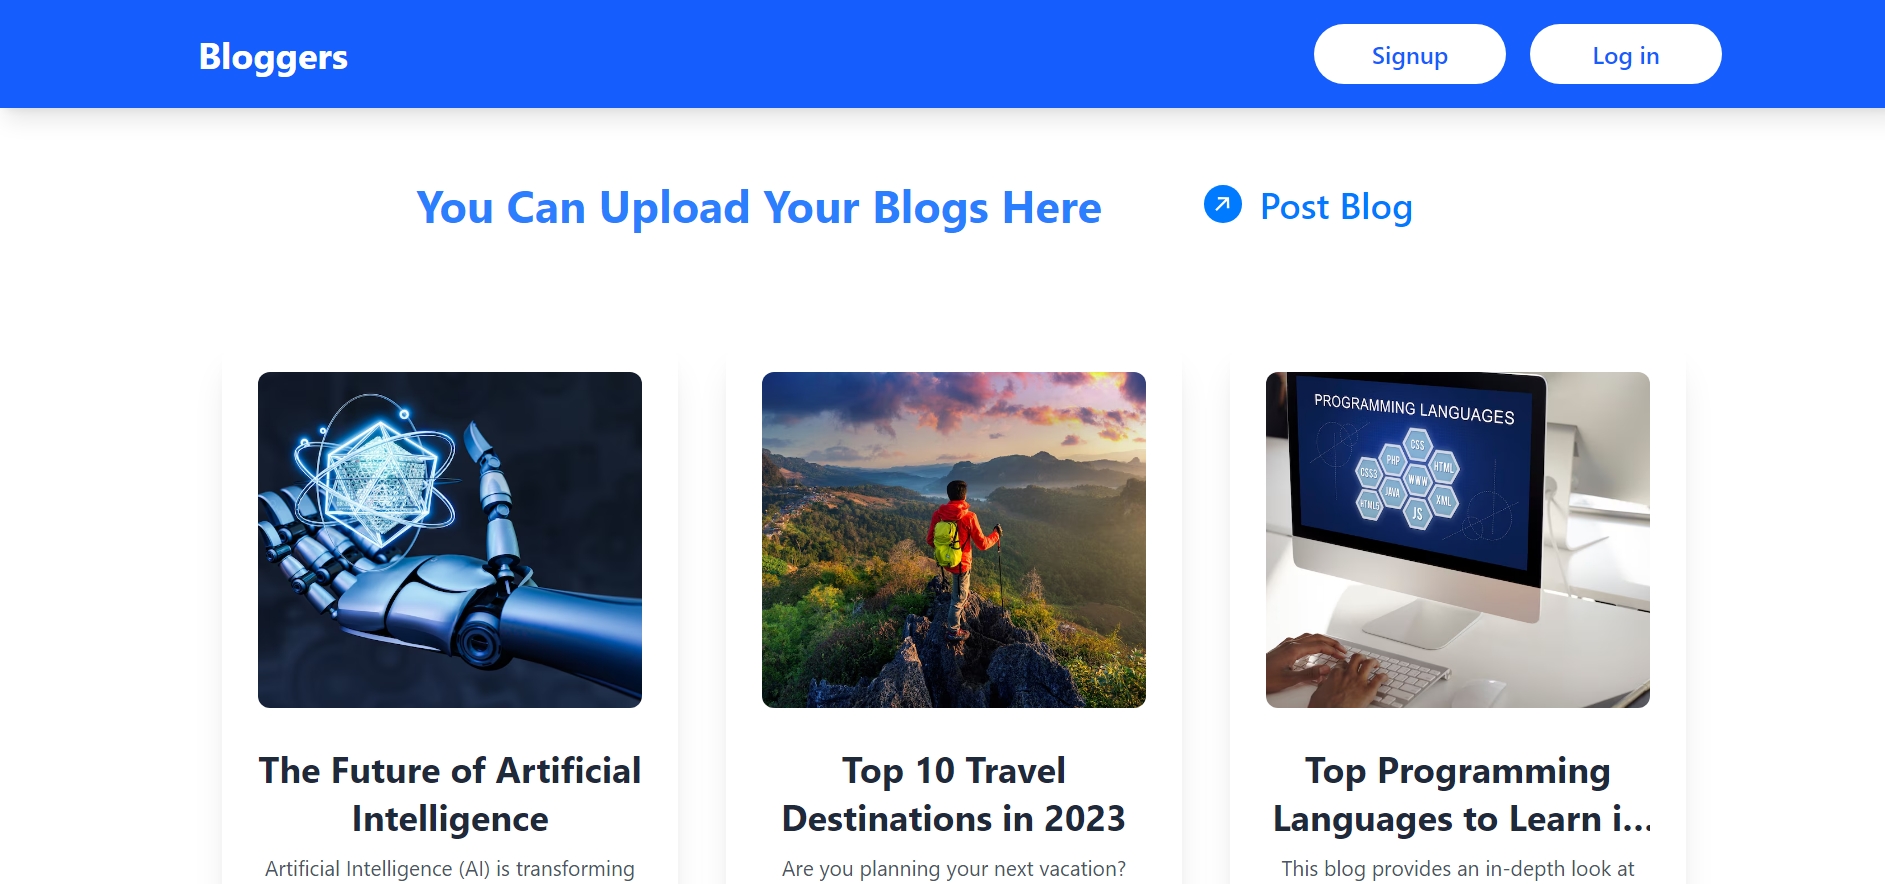 Bloggers
Signup
Log in
You Can Upload Your Blogs Here
Post Blog
PROGRAMMING LANGUAGES
CSS
PHP
HTML
CSS3
WWW
JAVA
XML
HTML5
JS
The Future of Artificial
Intelligence
Top 10 Travel
Destinations in 2023
Top Programming
Languages to Learn i...
Artificial Intelligence (AI) is transforming
Are you planning your next vacation?
This blog provides an in-depth look at